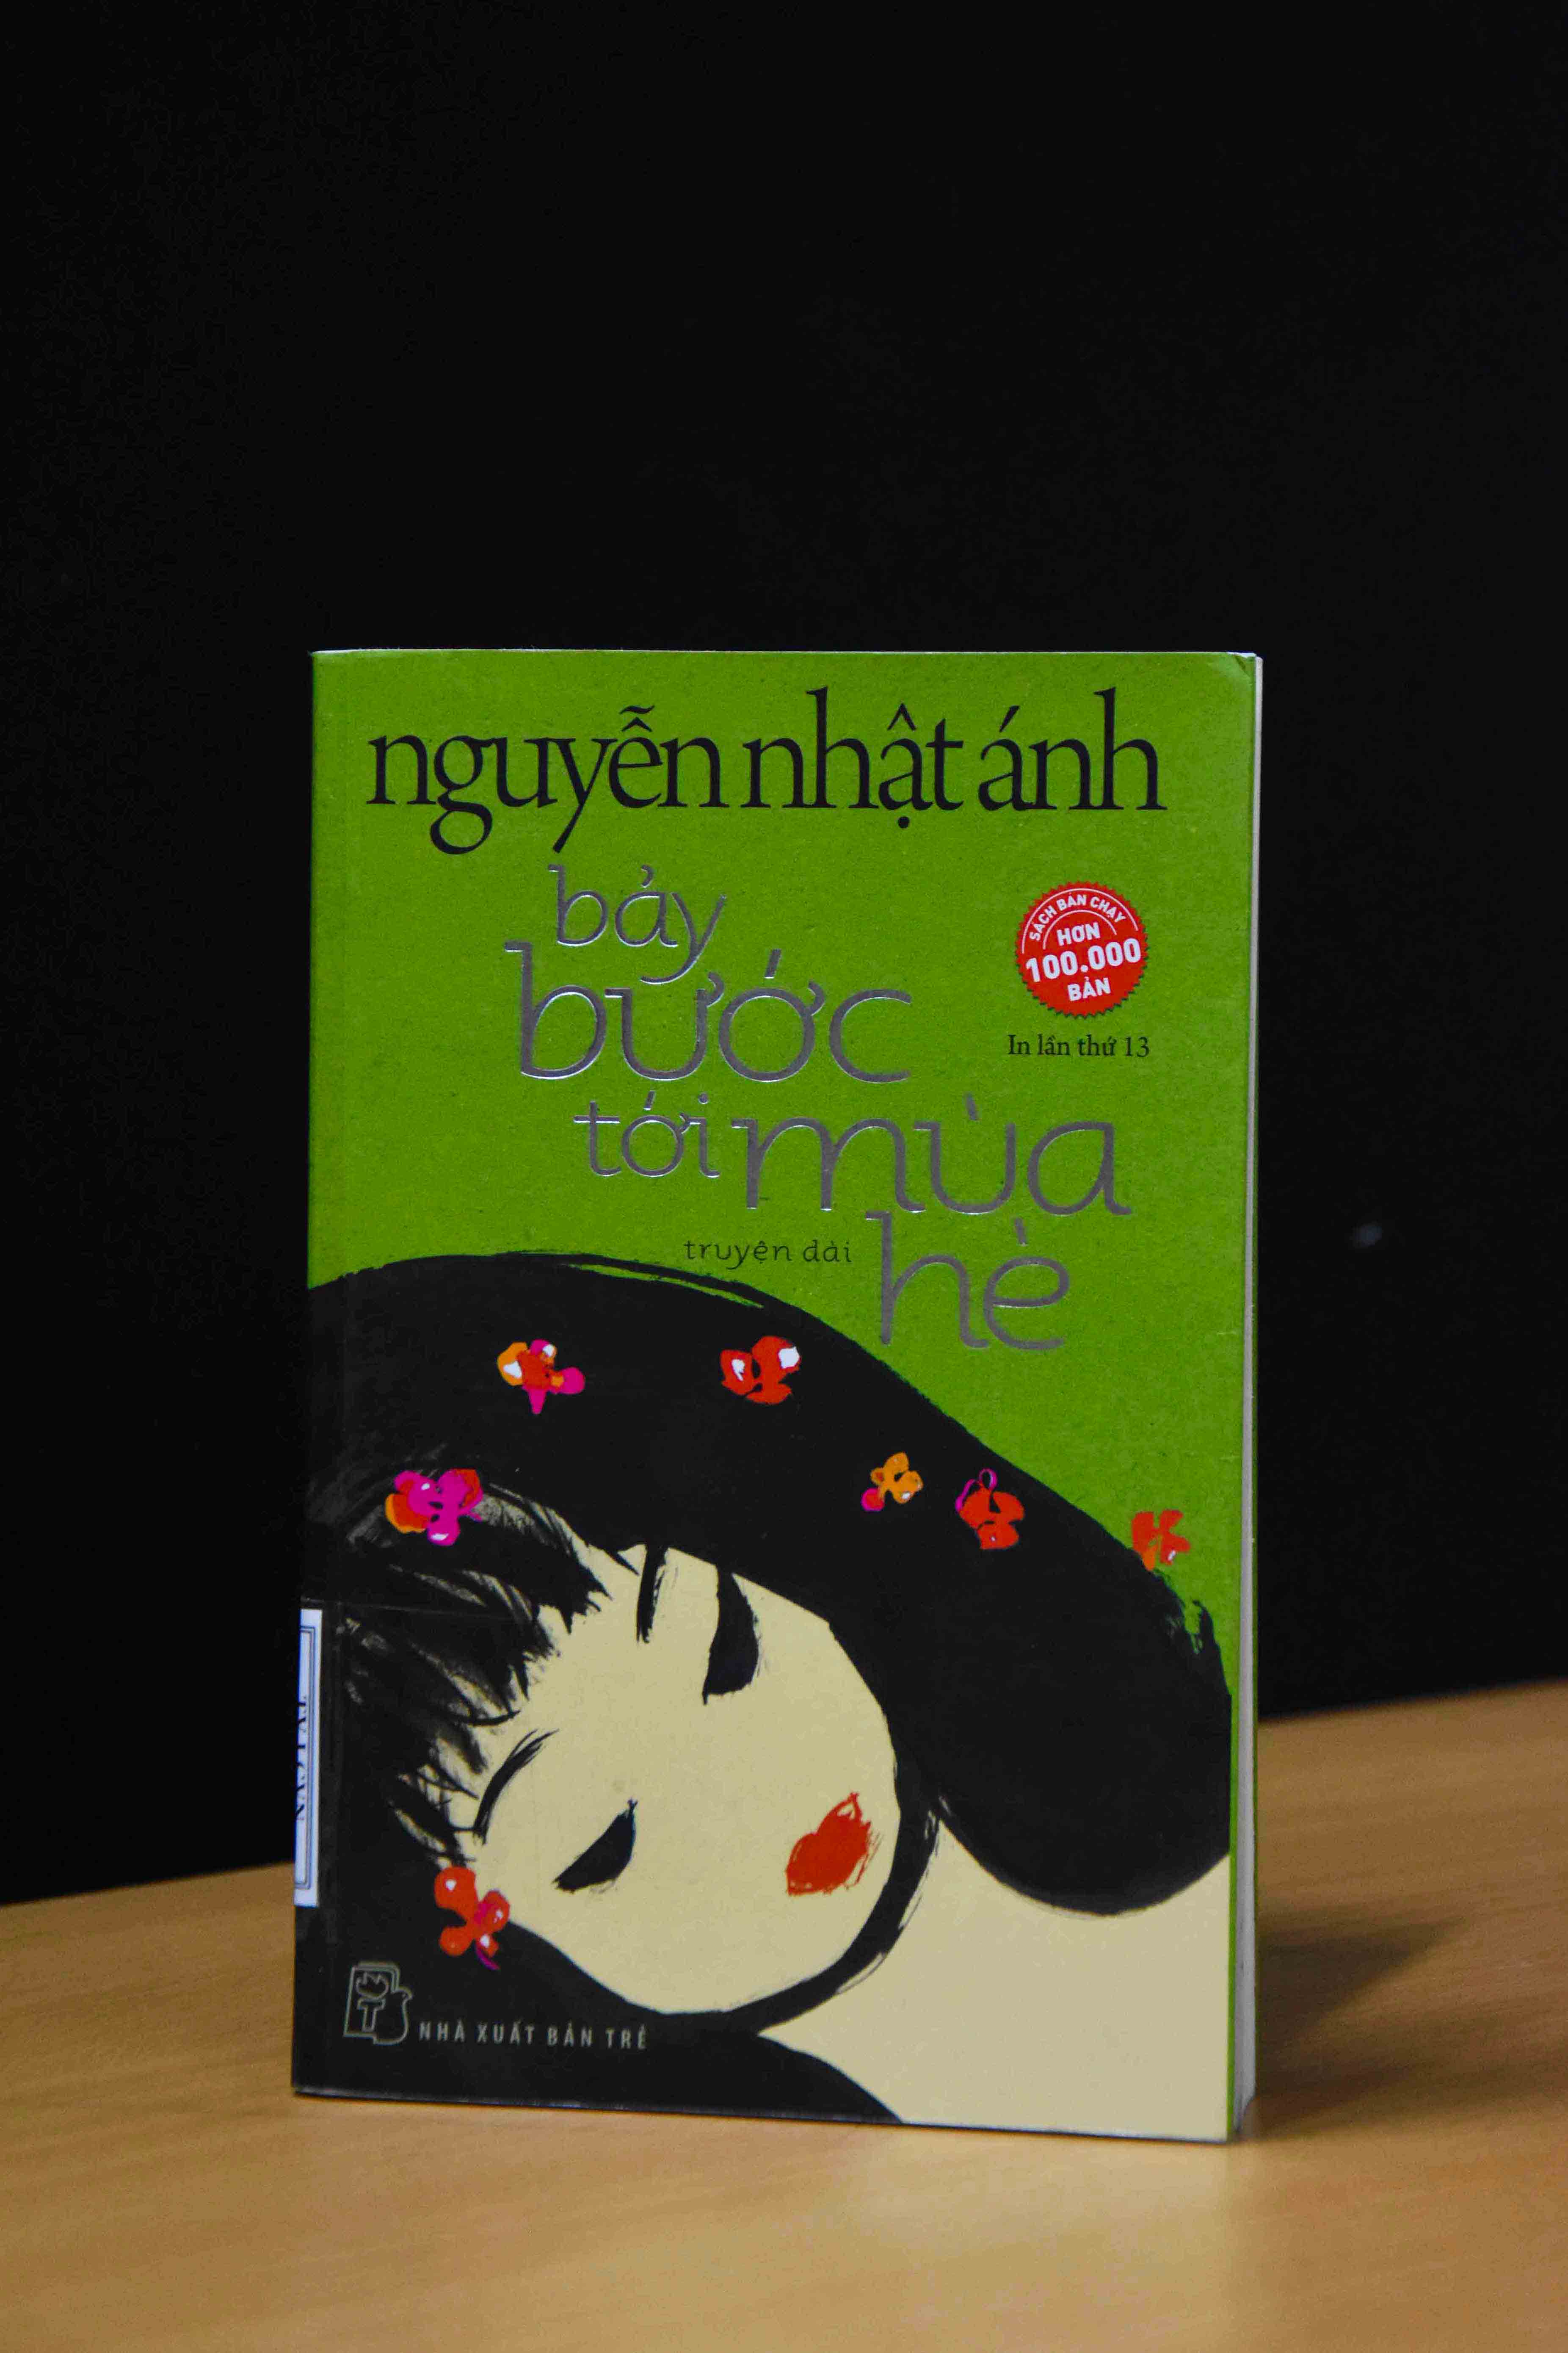 nguyễn nhật ánh
bảy
bước
tới mùa
hè
truyện dài
SÁCH BÁN CHẠY
HƠN
100.000
BẢN
In lần thứ 13
NHÀ XUẤT BẢN TRẺ